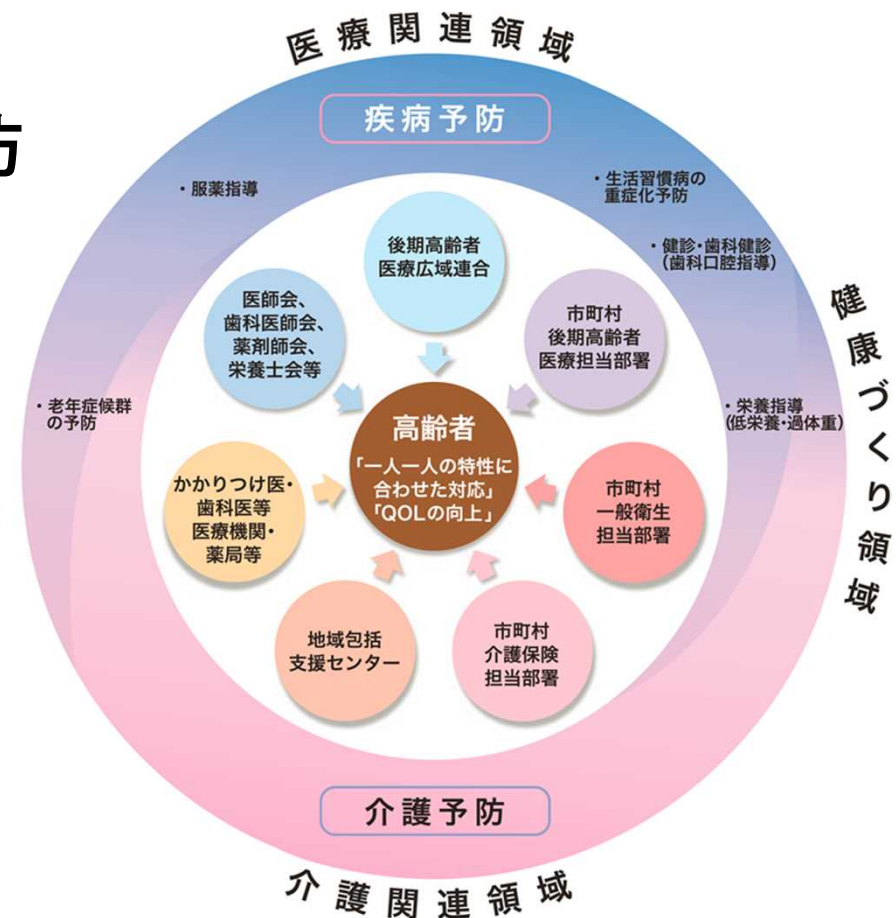 医療関連領域
防
疾病予防
・服薬指導
・生活習慣病の
重症化予防
・健診・歯科健診
(歯科口腔指導)
健康づくり領域
後期高齢者
医療広域連合
医師会、
歯科医師会、
薬剤師会、
栄養士会等
市町村
後期高齢者
医療担当部署
・老年症候群
の予防
・栄養指導
(低栄養・過体重)
高齢者
「一人一人の特性に
合わせた対応」
「QOLの向上」
かかりつけ医・
歯科医等
医療機関・
薬局等
市町村
一般衛生
担当部署
地域包括
支援センター
市町村
介護保険
担当部署
介護予防
介護関連領域